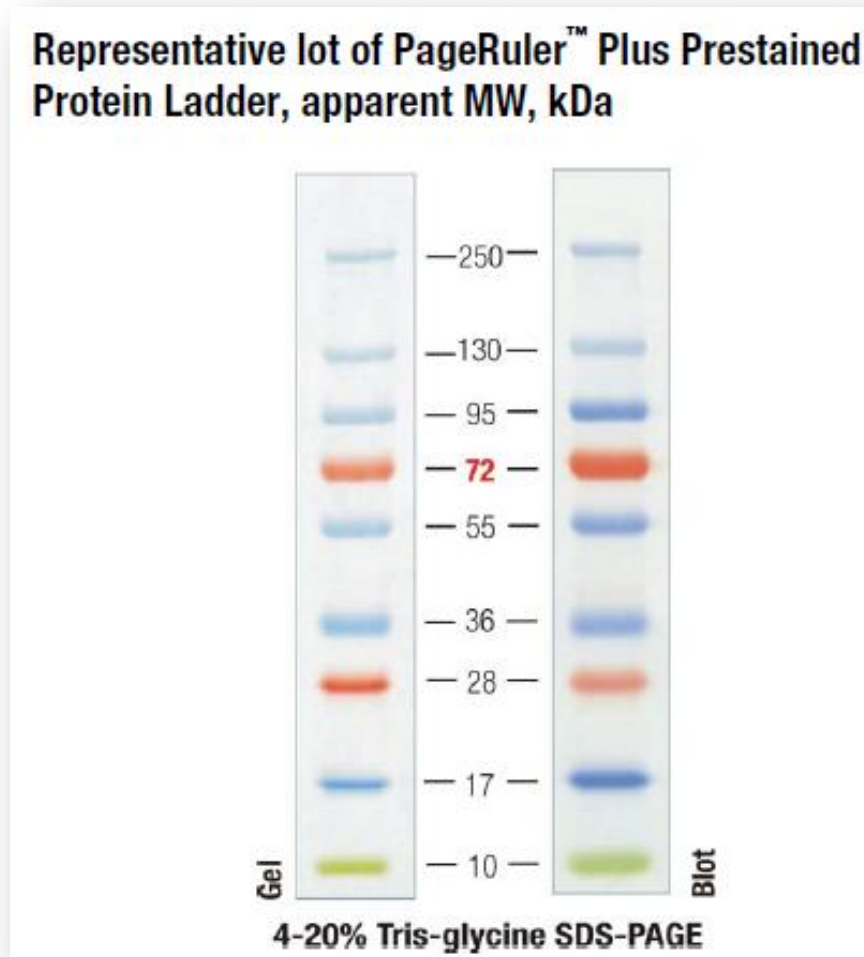 Representative lot of PageRuler™ Plus Prestained
Protein Ladder, apparent MW, kDa
250
130
95
72
55
36
28
17
10
Gel
Blot
4-20% Tris-glycine SDS-PAGE